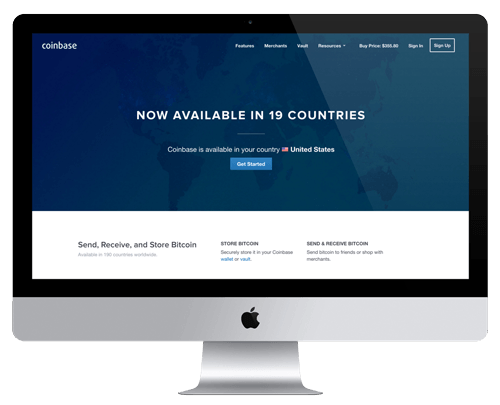 coinbase
Features Merchants Vault Resources Buy Price: $355.80 Sign In Sign Up
NOW AVAILABLE IN 19 COUNTRIES
Coinbase is available in your country United States
Get Started
Send, Receive, and Store Bitcoin
Available in 190 countries worldwide.
STORE BITCOIN
Securely store it in your Coinbase
wallet or vault.
SEND & RECEIVE BITCOIN
Send bitcoin to friends or shop with
merchants.